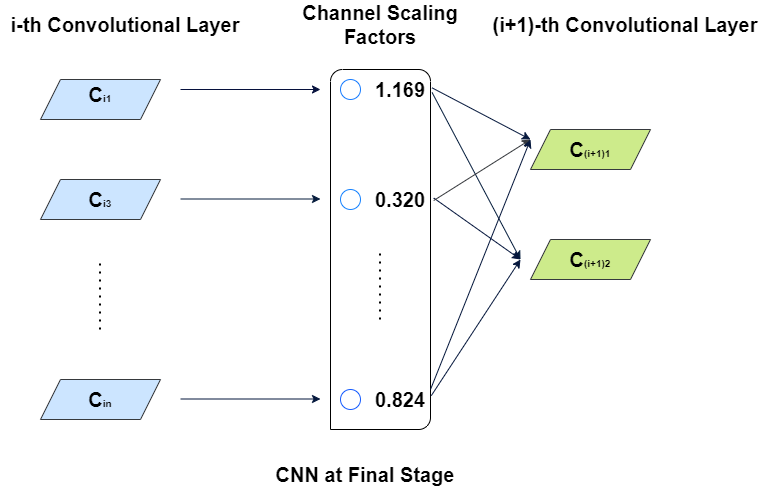 i-th Convolutional Layer
Channel Scaling
Factors
(i+1)-th Convolutional Layer
Ci1
1.169
C(i+1)1
Ci3
0.320
C(i+1)2
Cin
0.824
CNN at Final Stage